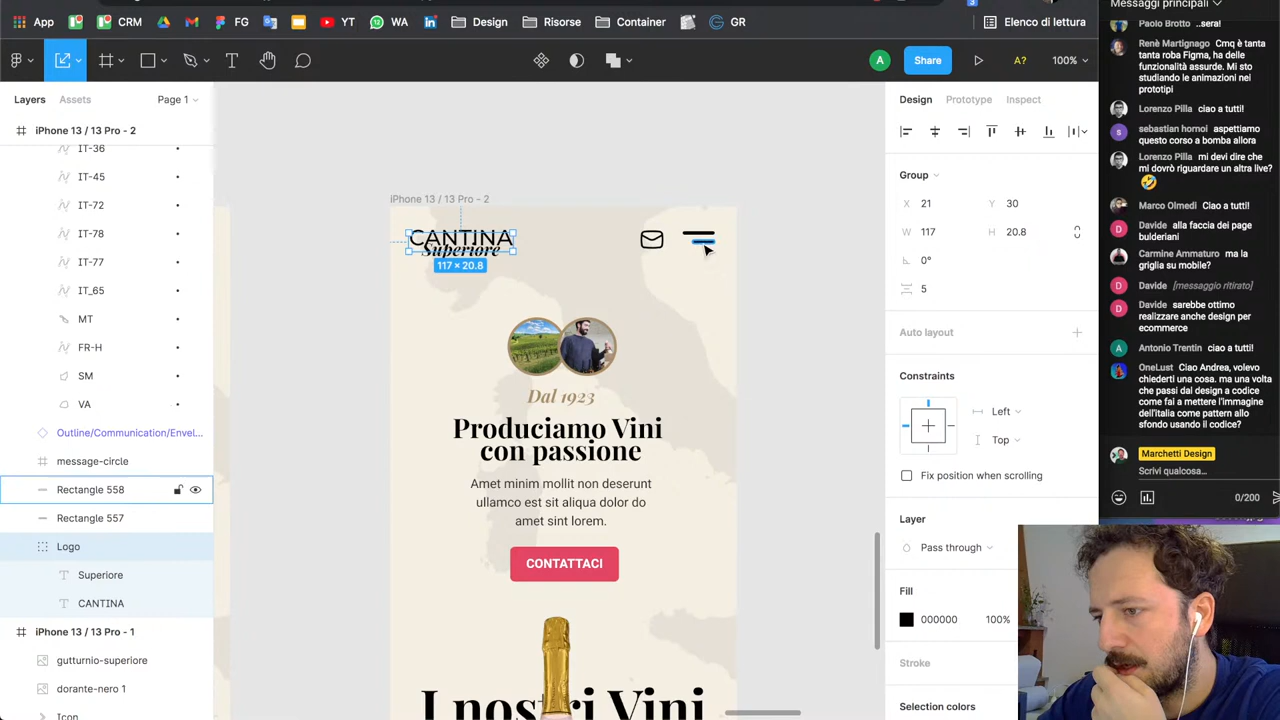 App
CRM
FG
YT
WA
Design
Risorse
Container
GR
Elenco di lettura
Messaggi principali
A
Share
A?
100%
Layers
Assets
Page 1
Design
Prototype
Inspect
iPhone 13 / 13 Pro - 2
IT-36
IT-45
IT-72
IT-78
IT-77
IT_65
MT
FR-H
SM
VA
Outline/Communication/Envel...
message-circle
Rectangle 558
Rectangle 557
Logo
Superiore
CANTINA
iPhone 13 / 13 Pro - 1
gutturnio-superiore
dorante-nero 1
Icon
iPhone 13 / 13 Pro - 2
CANTINA
Superiore
117 × 20.8
Dal 1923
Produciamo Vini
con passione
Amet minim mollit non deserunt
ullamco est sit aliqua dolor do
amet sint lorem.
CONTATTACI
I nostri Vini
Group
X 21
Y 30
W 117
H 20.8
0°
5
Auto layout
Constraints
Left
Top
Fix position when scrolling
Layer
Pass through
Fill
000000
100%
Stroke
Selection colors
Paolo Brotto ..sera!
Renè Martignago Cmq è tanta
tanta roba Figma, ha delle
funzionalità assurde. Mi sto
studiando le animazioni nei
prototipi
Lorenzo Pilla ciao a tutti!
sebastian hornoi aspettiamo
questo corso a bomba allora
Lorenzo Pilla mi devi dire che
mi dovrò riguardare un altra live?
Marco Olmedi Ciao a tutti!
Davide alla faccia dei page
bulderiani
Carmine Ammaturo ma la
griglia su mobile?
Davide [messaggio ritirato]
Davide sarebbe ottimo
realizzare anche design per
ecommerce
Antonio Trentin ciao a tutti!
OneLust Ciao Andrea, volevo
chiederti una cosa. ma una volta
che passi dal design a codice
come fai a mettere l'immagine
dell'italia come pattern allo
sfondo usando il codice?
Marchetti Design
Scrivi qualcosa...
0/200